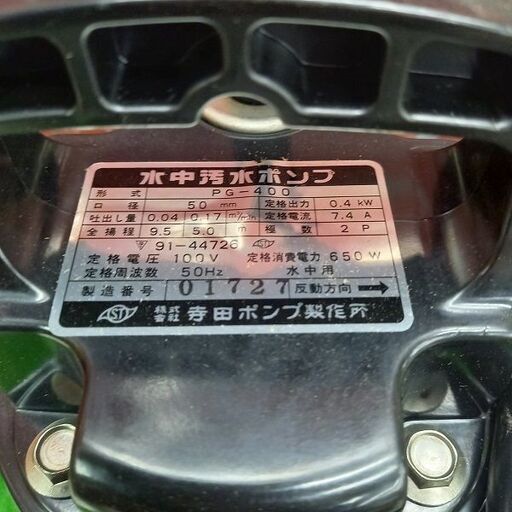 水中汚水ポンプ
形式 PG-400
口径 50 mm 定格出力 0.4 kW
吐出し量 0.04 0.17 m³/min 定格電流 7.4 A
全揚程 9.5 5.0 m 極数 2 P
91-44726
定格電圧 100V 定格消費電力 650W
定格周波数 50Hz 水中用
製造番号 01727 反動方向→
株式会社 寺田ポンプ製作所